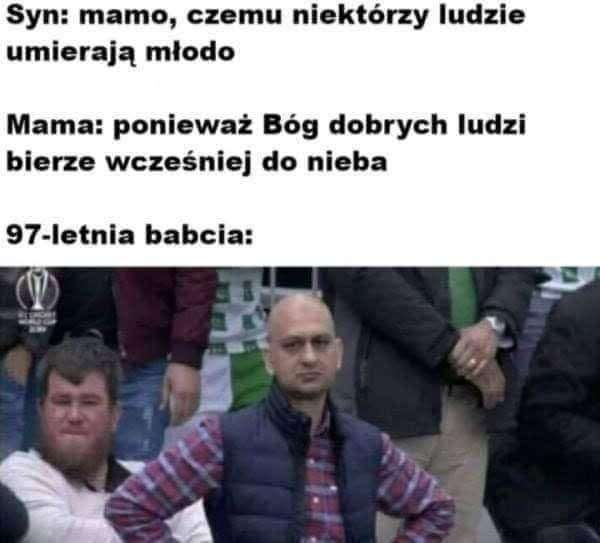 Syn: mamo, czemu niektórzy ludzie
umierają młodo
Mama: ponieważ Bóg dobrych ludzi
bierze wcześniej do nieba
97-letnia babcia: